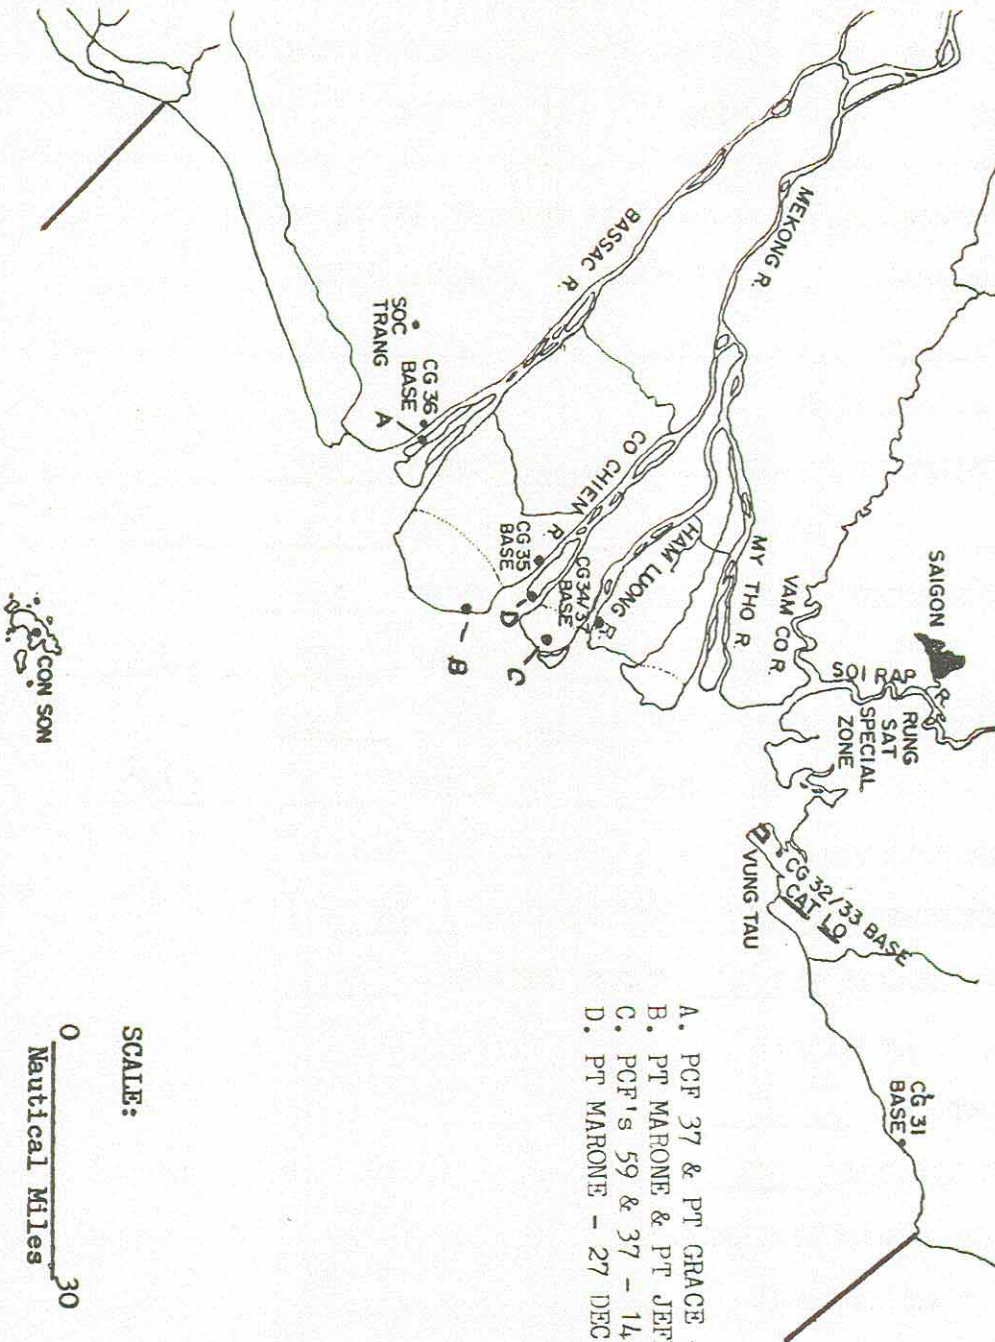 MEKONG R.
BASSAC R.
SOC
TRANG
CG 36
BASE
A
CO CHIEN R.
CG 35
BASE
CG 34/3
BASE
HAM LUONG
R.
D
C
B
MY THO R.
VAM CO R.
SAIGON
SOI RAP R.
RUNG
SAT
SPECIAL
ZONE
CG 32/33 BASE
CAT LO
VUNG TAU
CG 31
BASE
CON SON
A. PCF 37 & PT GRACE
B. PT MARONE & PT JEF
C. PCF's 59 & 37 - 14
D. PT MARONE - 27 DEC
SCALE:
0 30
Nautical Miles